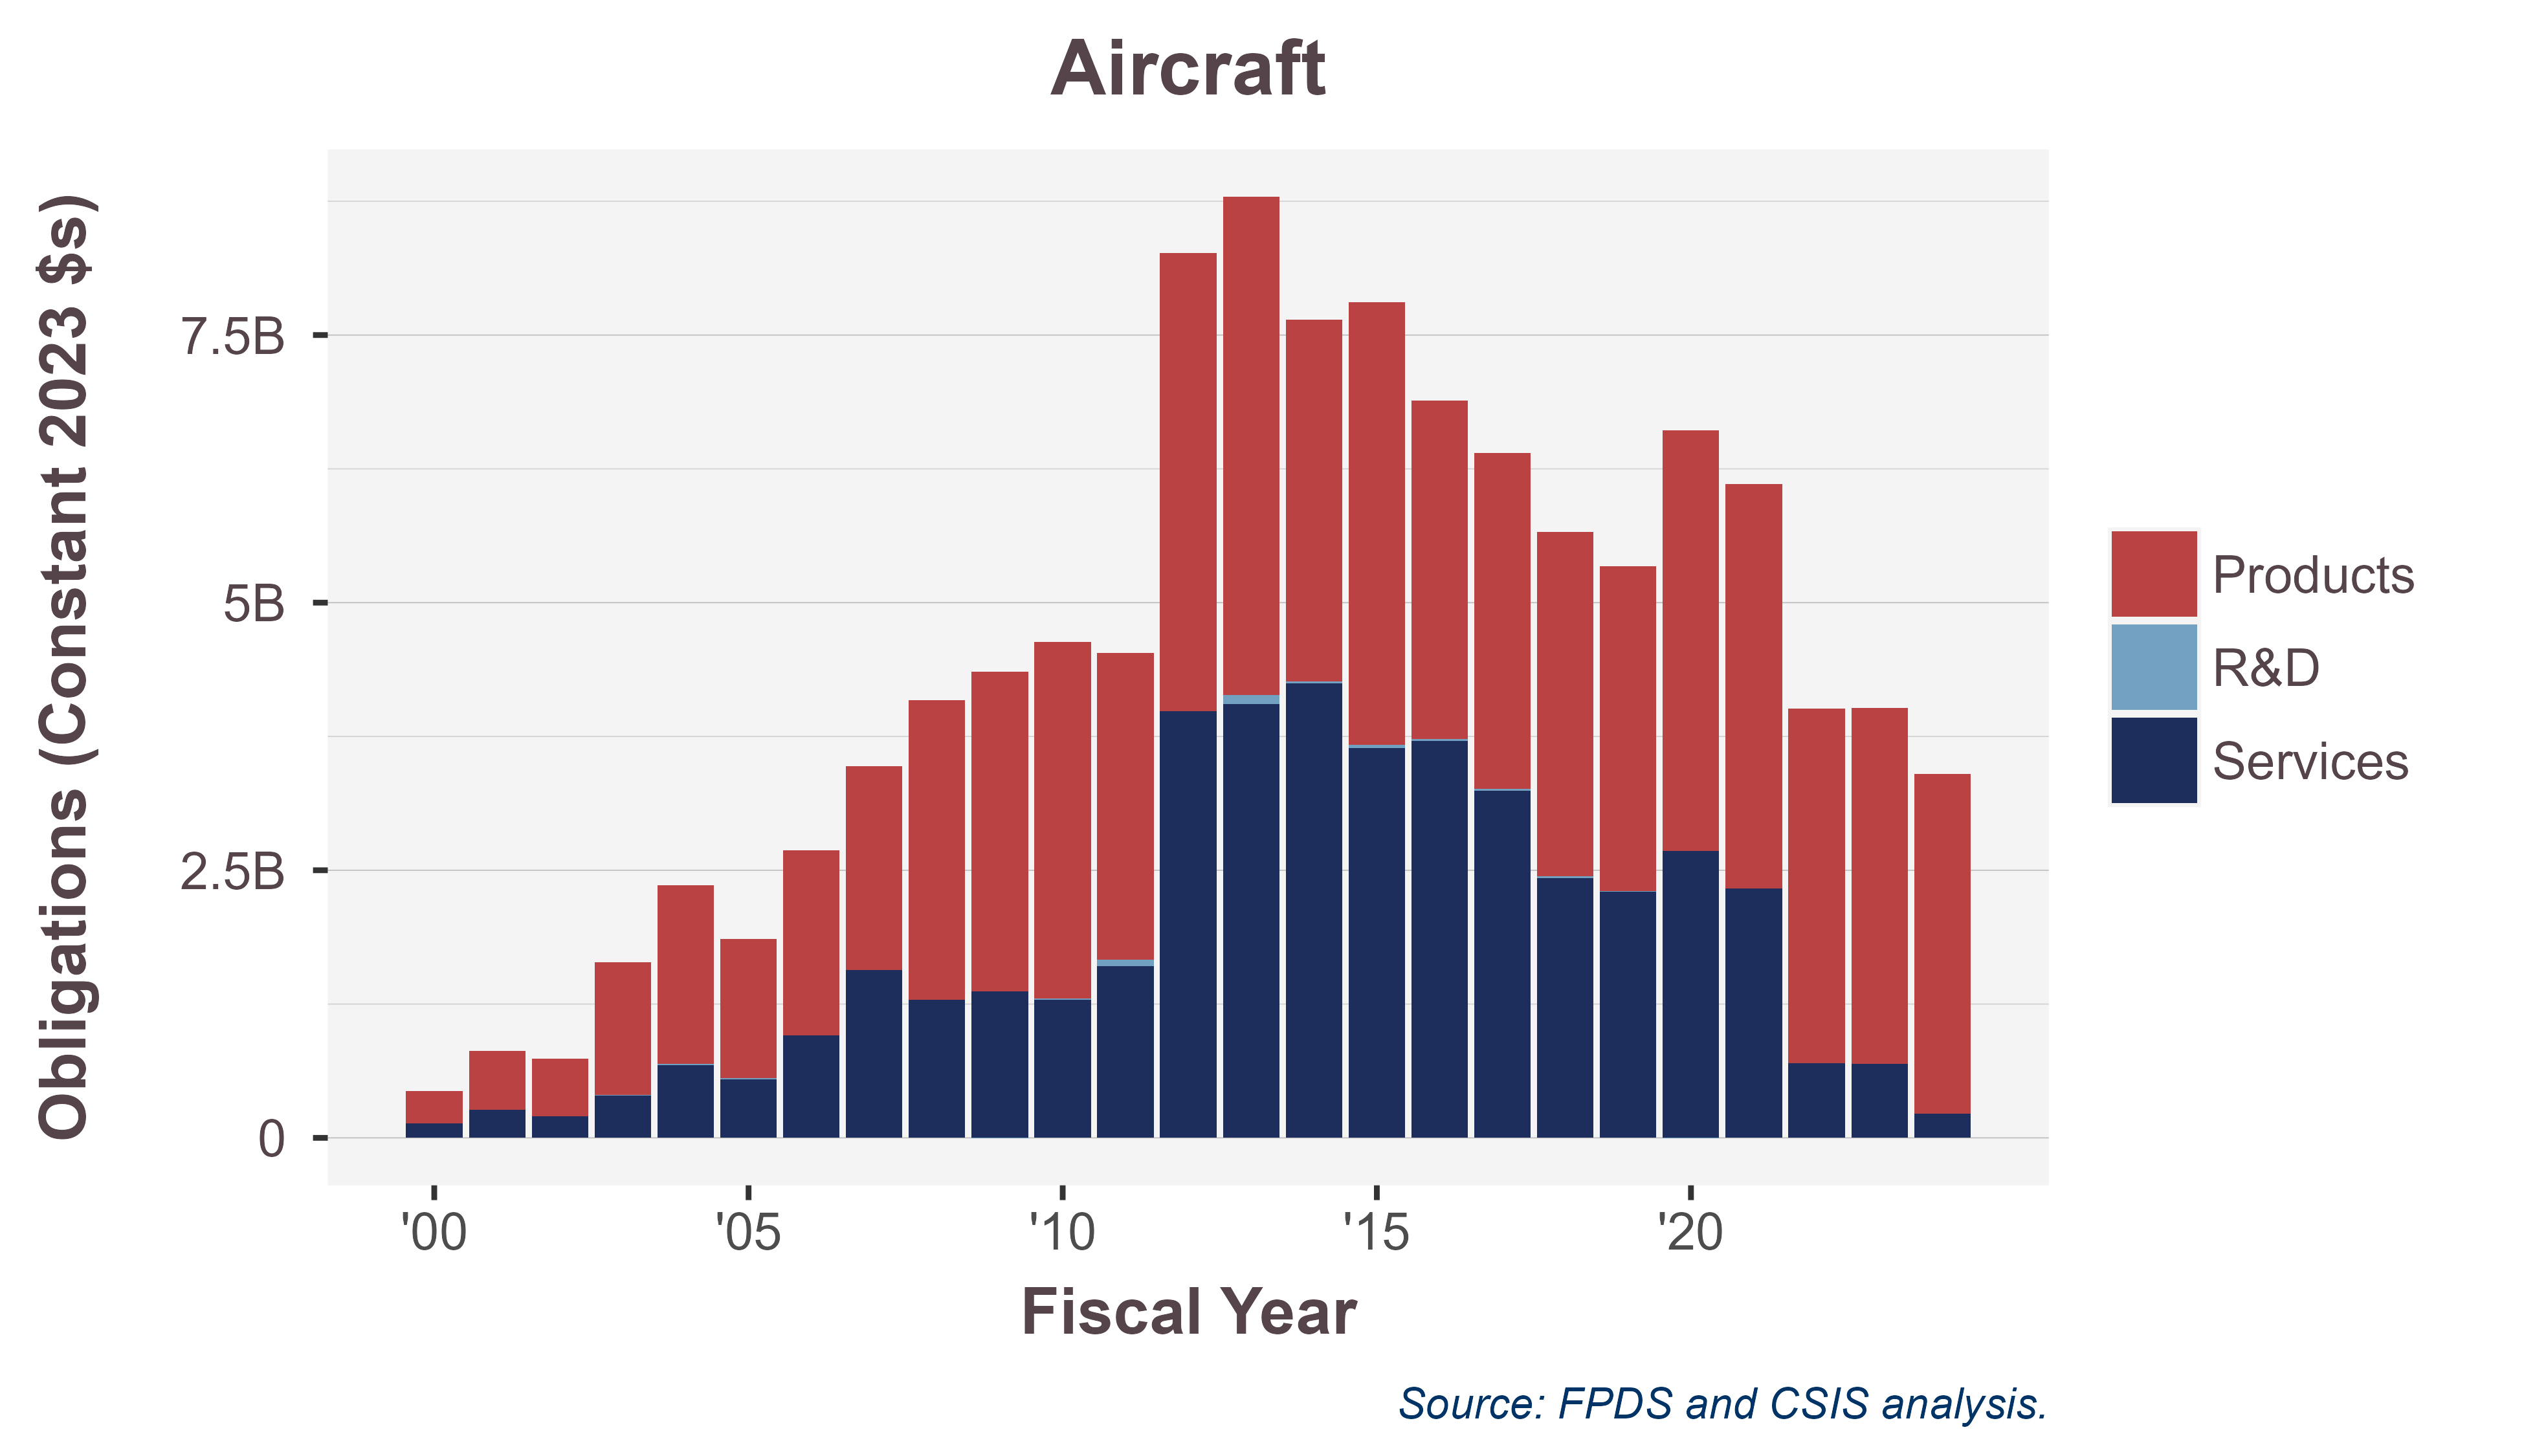 Aircraft
Obligations (Constant 2023 $s)
7.5B
5B
2.5B
0
'00 '05 '10 '15 '20
Fiscal Year
Products
R&D
Services
Source: FPDS and CSIS analysis.